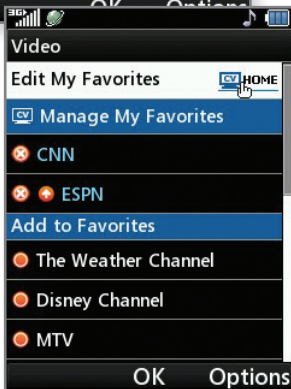 OK Options
3G
Video
Edit My Favorites CV HOME
CV Manage My Favorites
CNN
ESPN
Add to Favorites
The Weather Channel
Disney Channel
MTV
OK Options